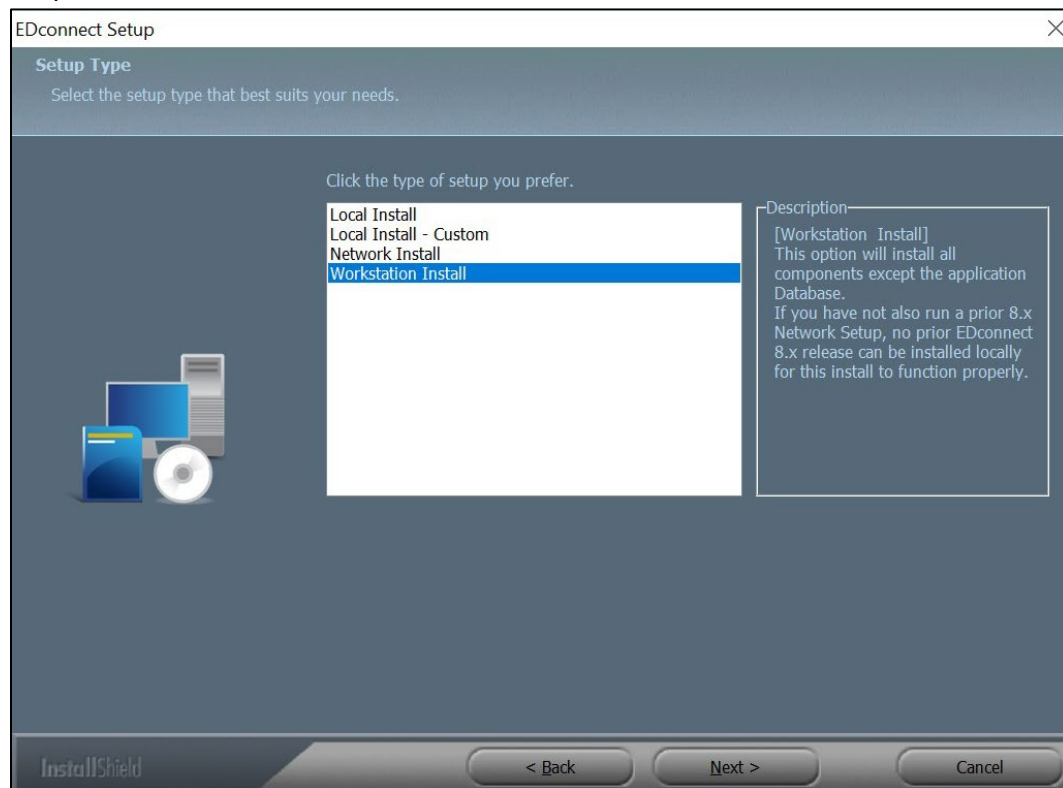 EDconnect Setup
Setup Type
Select the setup type that best suits your needs.
Click the type of setup you prefer.
Local Install
Local Install - Custom
Network Install
Workstation Install
Description
[Workstation Install]
This option will install all
components except the application
Database.
If you have not also run a prior 8.x
Network Setup, no prior EDconnect
8.x release can be installed locally
for this install to function properly.
InstallShield
< Back
Next >
Cancel